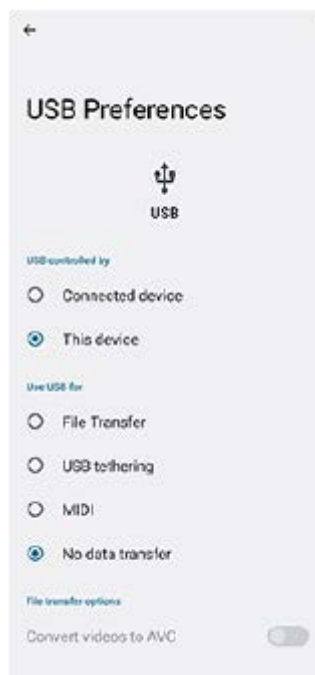 USB Preferences
USB
USB controlled by
Connected device
This device
Use USB for
File Transfer
USB tethering
MIDI
No data transfer
File transfer options
Convert videos to AVC